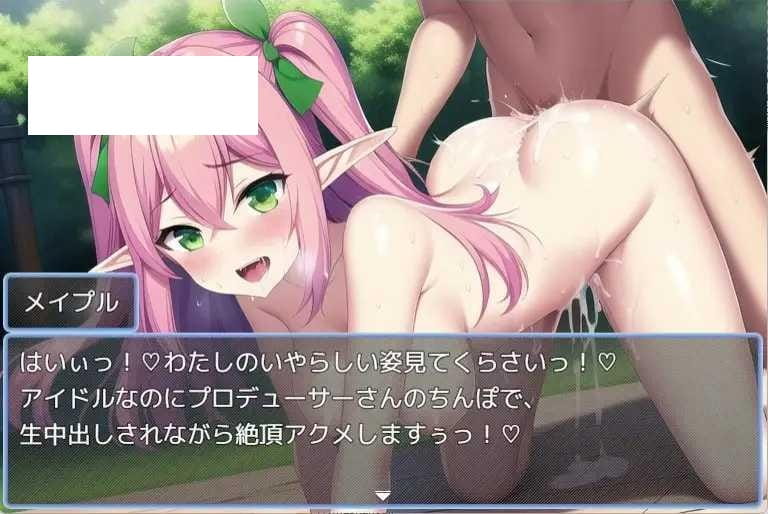 メイプル
はいぃっ！♡わたしのいやらしい姿見てくらさいっ！♡
アイドルなのにプロデューサーさんのちんぽで、
生中出しされながら絶頂アクメしますぅっ！♡